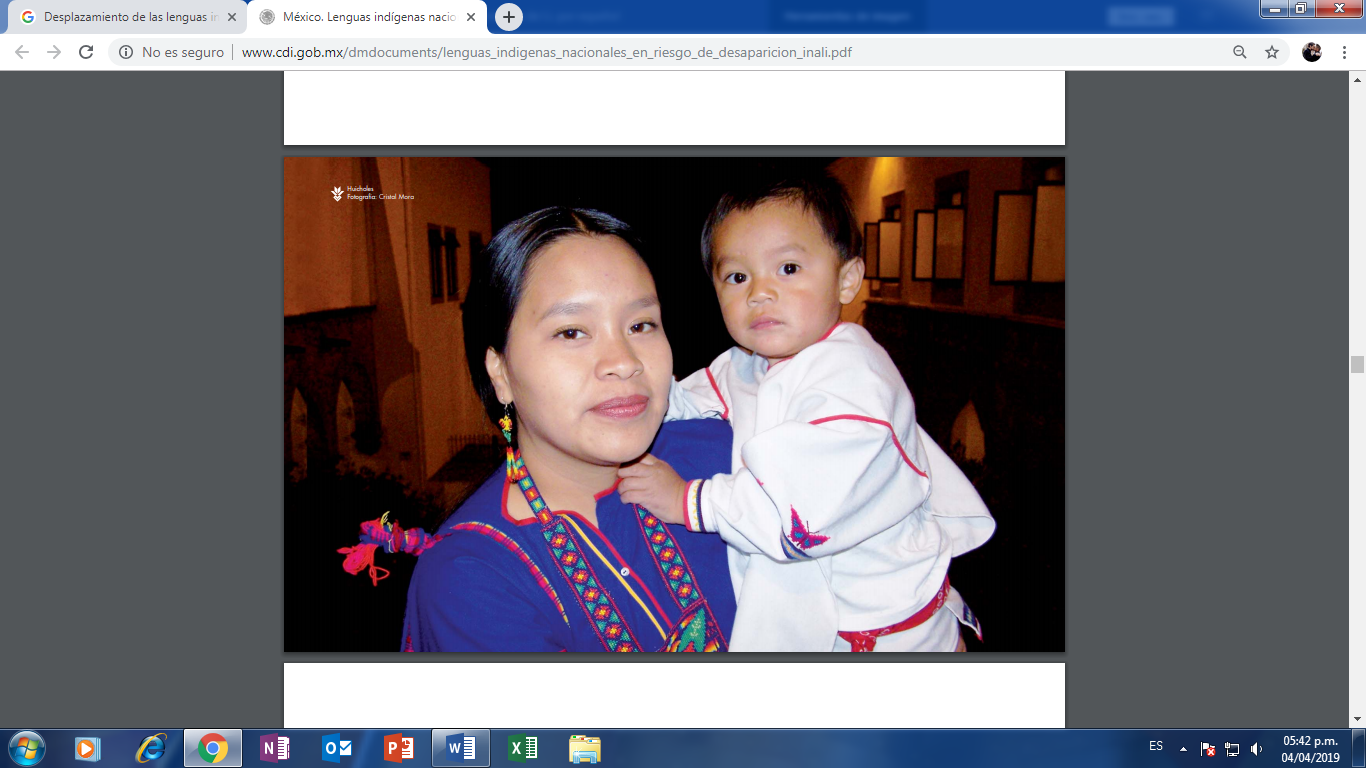 Desplazamiento de las lenguas in
México. Lenguas indígenas nacio
No es seguro
www.cdi.gob.mx/dmdocuments/lenguas_indigenas_nacionales_en_riesgo_de_desaparicion_inali.pdf
Huicholes
Fotografía: Cristal Mora
ES
05:42 p.m.
04/04/2019